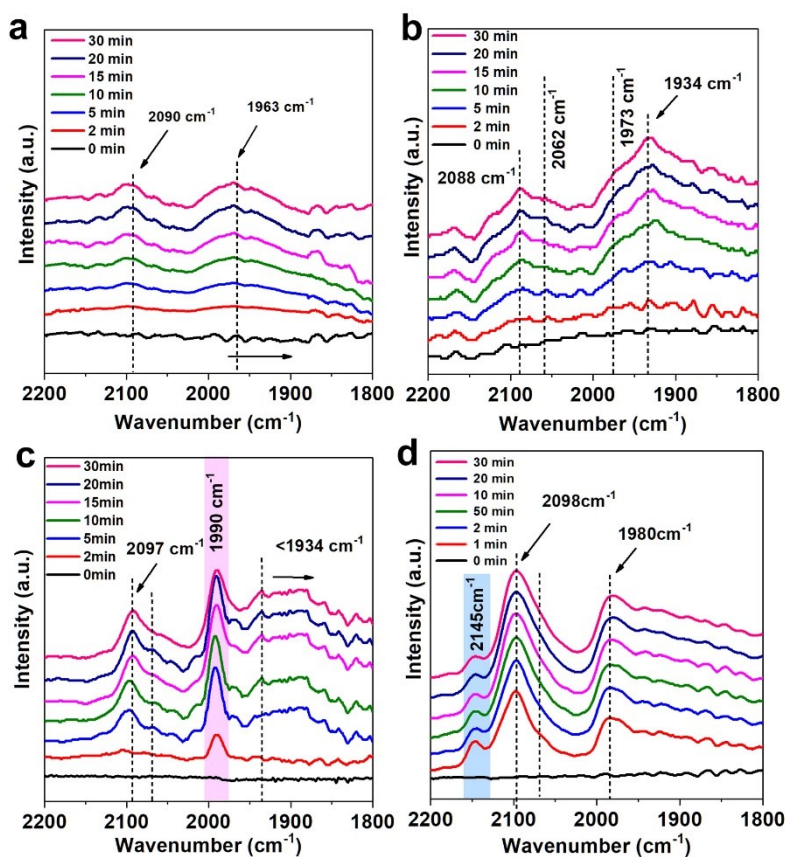 a
30 min
20 min
15 min
10 min
5 min
2 min
0 min
2090 cm⁻¹
1963 cm⁻¹
Intensity (a.u.)
2200 2100 2000 1900 1800
Wavenumber (cm⁻¹)
b
30 min
20 min
15 min
10 min
5 min
2 min
0 min
2088 cm⁻¹
2062 cm⁻¹
1973 cm⁻¹
1934 cm⁻¹
Intensity (a.u.)
2200 2100 2000 1900 1800
Wavenumber (cm⁻¹)
c
30min
20min
15min
10min
5min
2min
0min
2097 cm⁻¹
1990 cm⁻¹
<1934 cm⁻¹
Intensity (a.u.)
2200 2100 2000 1900 1800
Wavenumber (cm⁻¹)
d
30 min
20 min
10 min
50 min
2 min
1 min
0 min
2145cm⁻¹
2098cm⁻¹
1980cm⁻¹
Intensity (a.u.)
2200 2100 2000 1900 1800
Wavenumber (cm⁻¹)